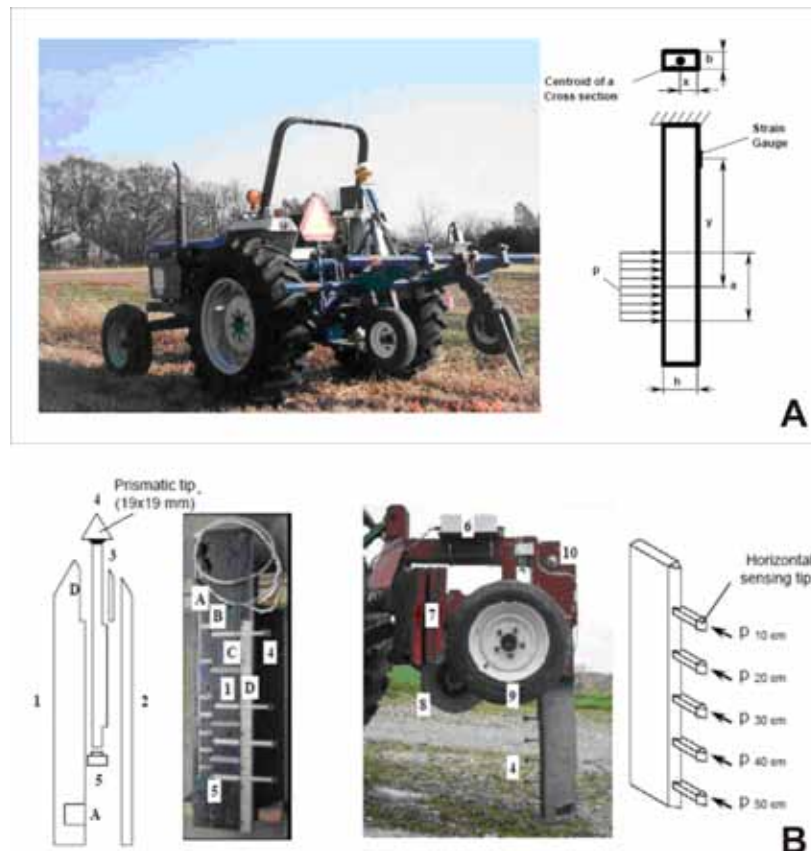 b
Centroid of a
Cross section
x
Strain
Gauge
y
p
a
h
A
Prismatic tip
(19x19 mm)
4
3
D
1
2
5
A
A
B
C
4
1
D
5
6
10
7
8
9
4
Horizontal
sensing tip
P 10 cm
P 20 cm
P 30 cm
P 40 cm
P 50 cm
B